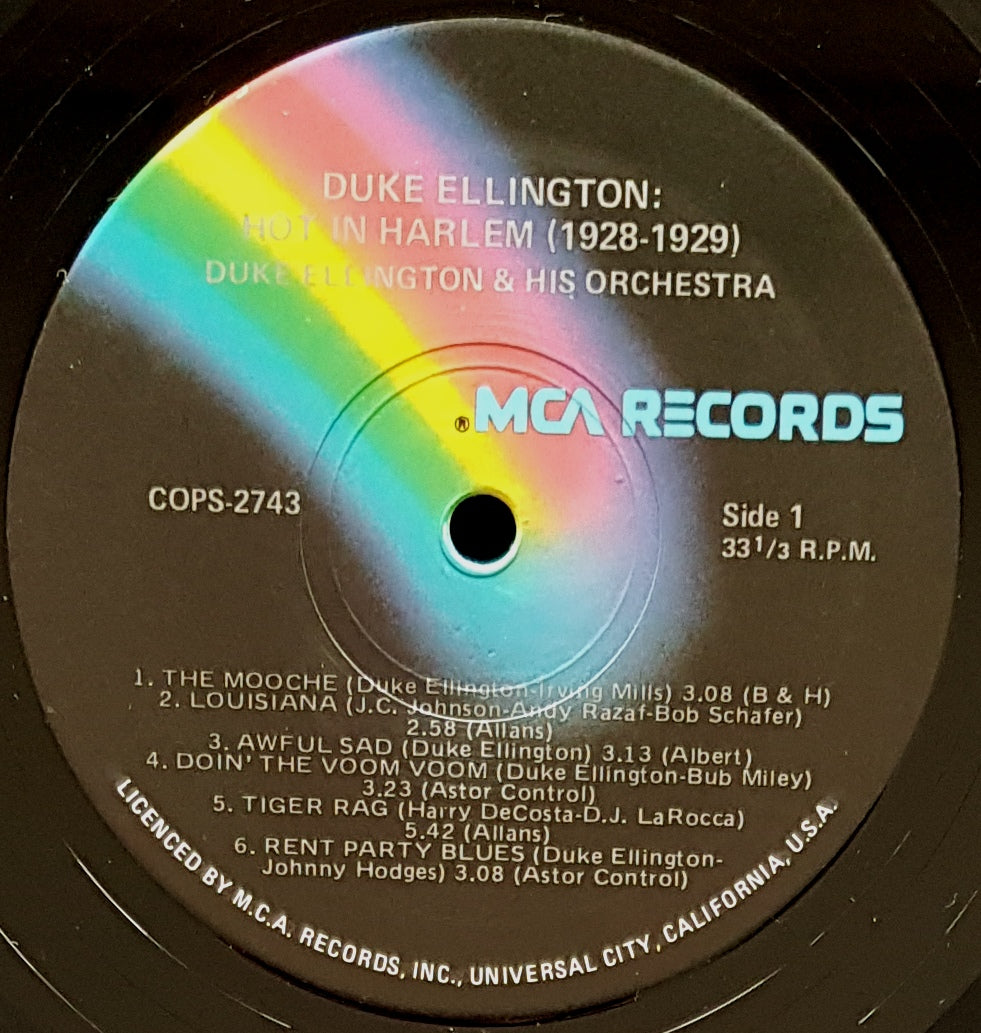 DUKE ELLINGTON:
HOT IN HARLEM (1928-1929)
DUKE ELLINGTON & HIS ORCHESTRA
® MCA RECORDS
COPS-2743
Side 1
33 1/3 R.P.M.
1. THE MOOCHE (Duke Ellington-Irving Mills) 3.08 (B & H)
2. LOUISIANA (J.C. Johnson-Andy Razaf-Bob Schafer)
2.58 (Allans)
3. AWFUL SAD (Duke Ellington) 3.13 (Albert)
4. DOIN' THE VOOM VOOM (Duke Ellington-Bub Miley)
3.23 (Astor Control)
5. TIGER RAG (Harry DeCosta-D.J. LaRocca)
5.42 (Allans)
6. RENT PARTY BLUES (Duke Ellington-
Johnny Hodges) 3.08 (Astor Control)
LICENCED BY M.C.A. RECORDS, INC., UNIVERSAL CITY, CALIFORNIA, U.S.A.